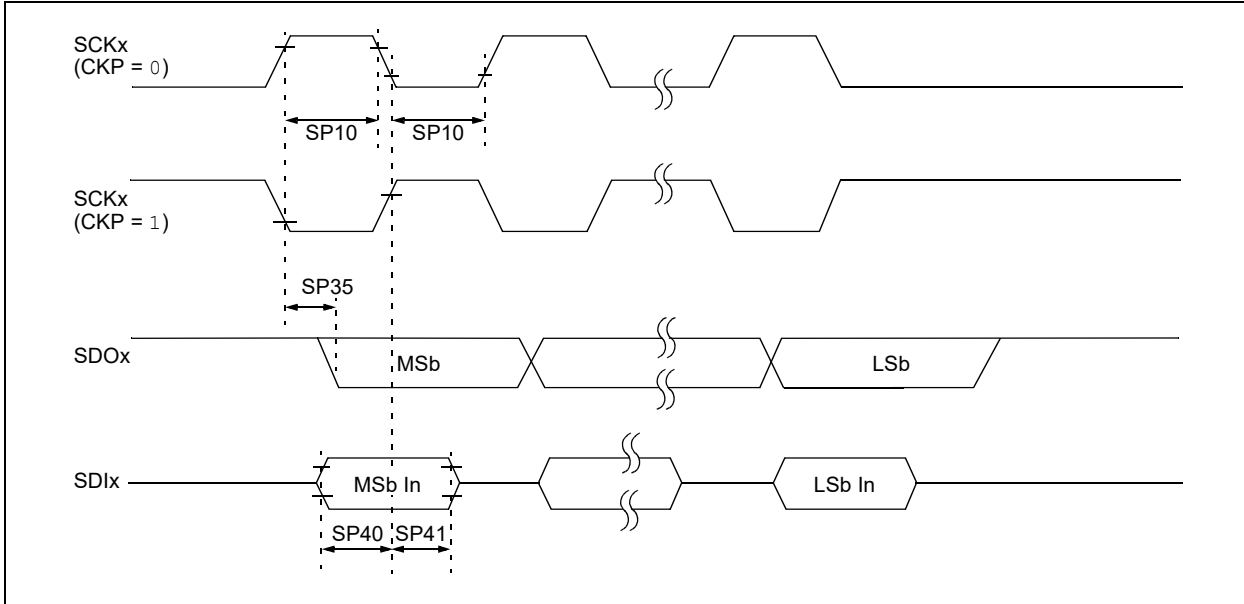 SCKx
(CKP = 0)
SP10
SP10
SCKx
(CKP = 1)
SP35
SDOx
MSb
LSb
SDIx
MSb In
LSb In
SP40
SP41